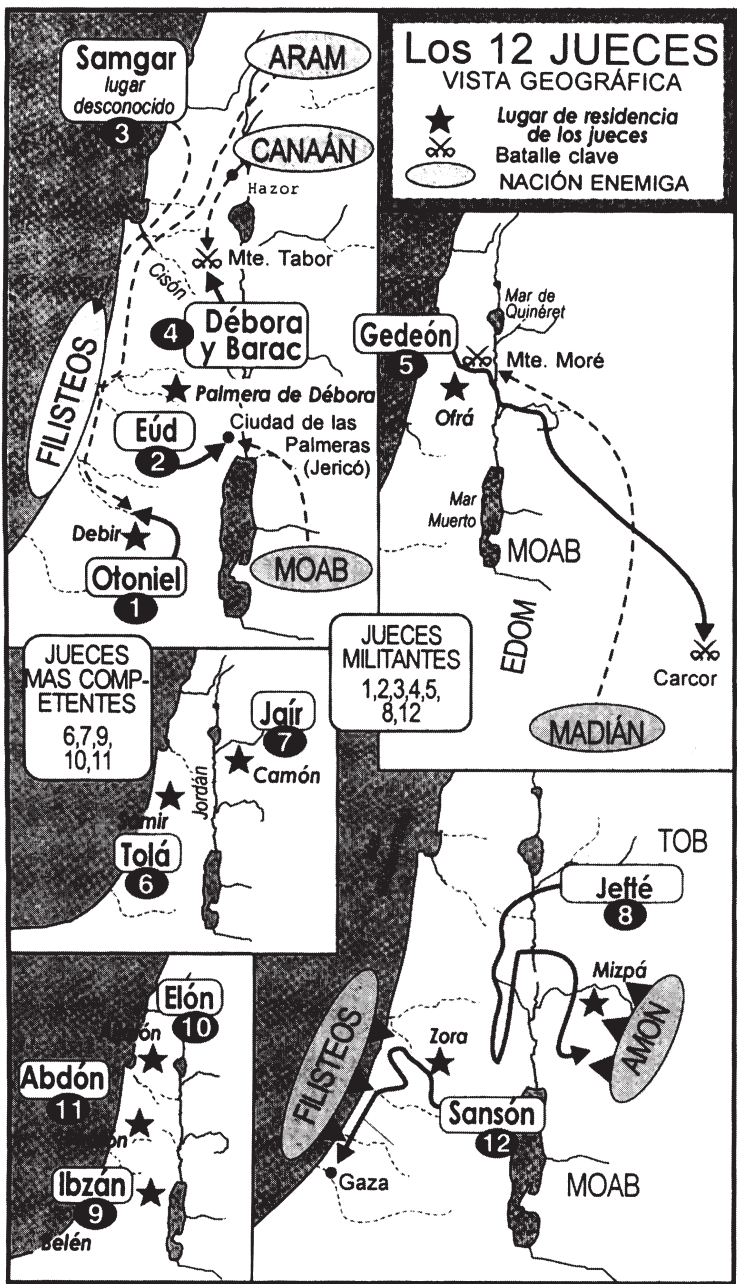 Los 12 JUECES
VISTA GEOGRÁFICA
Lugar de residencia
de los jueces
Batalle clave
NACIÓN ENEMIGA
Samgar
lugar
desconocido
3
ARAM
CANAÁN
Hazor
Mte. Tabor
Cisón
4
Débora
y Barac
FILISTEOS
Palmera de Débora
Eúd
2
Ciudad de las
Palmeras
(Jericó)
Debir
Otoniel
1
MOAB
Gedeón
5
Mar de
Quinéret
Mte. Moré
Ofrá
Mar
Muerto
MOAB
EDOM
Carcor
MADIÁN
JUECES
MAS COMP-
ETENTES
6,7,9,
10,11
JUECES
MILITANTES
1,2,3,4,5,
8,12
Jaír
7
Camón
Jordán
Samir
Tolá
6
TOB
Jefté
8
Mizpá
AMON
FILISTEOS
Zora
Sansón
12
Gaza
MOAB
Elón
10
Abdón
11
Ibzán
9
Belén